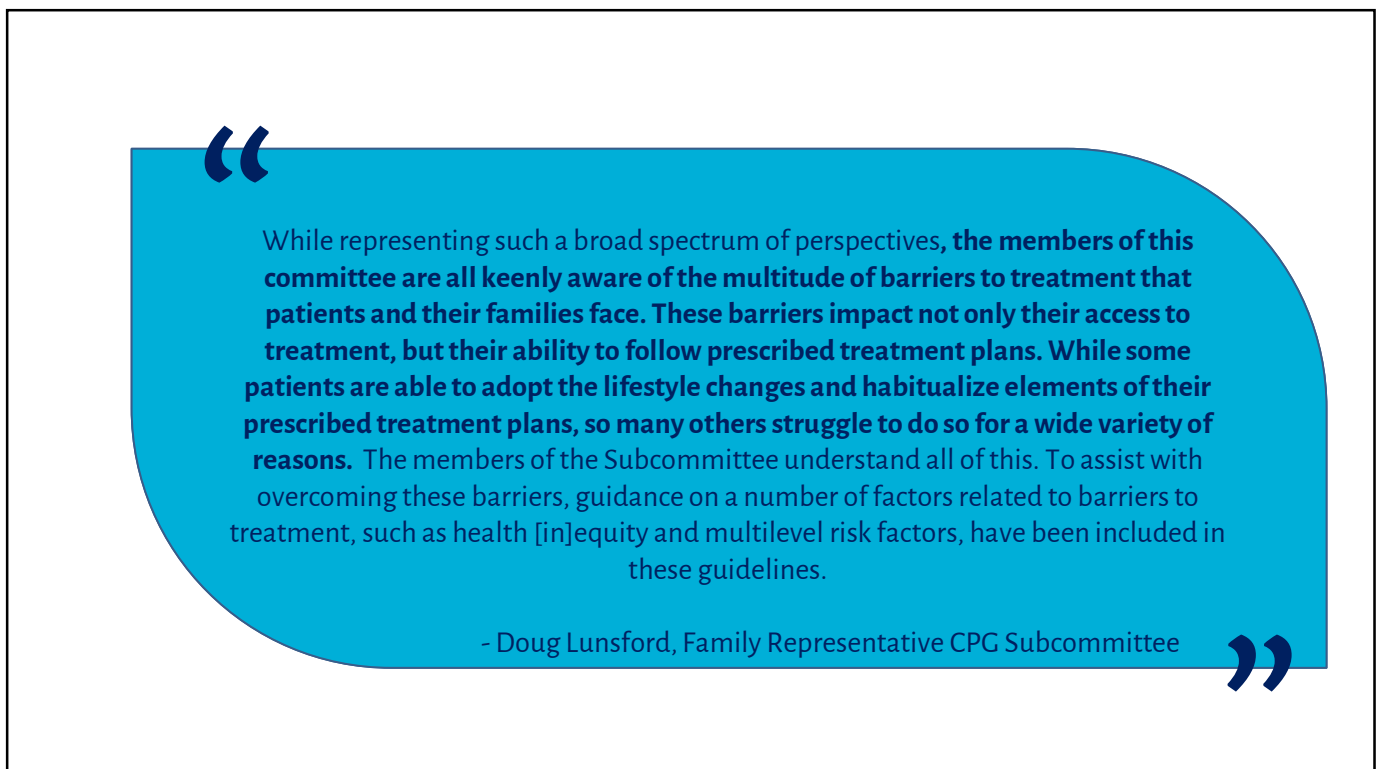 “
While representing such a broad spectrum of perspectives, the members of this
committee are all keenly aware of the multitude of barriers to treatment that
patients and their families face. These barriers impact not only their access to
treatment, but their ability to follow prescribed treatment plans. While some
patients are able to adopt the lifestyle changes and habitualize elements of their
prescribed treatment plans, so many others struggle to do so for a wide variety of
reasons. The members of the Subcommittee understand all of this. To assist with
overcoming these barriers, guidance on a number of factors related to barriers to
treatment, such as health [in]equity and multilevel risk factors, have been included in
these guidelines.
- Doug Lunsford, Family Representative CPG Subcommittee
”